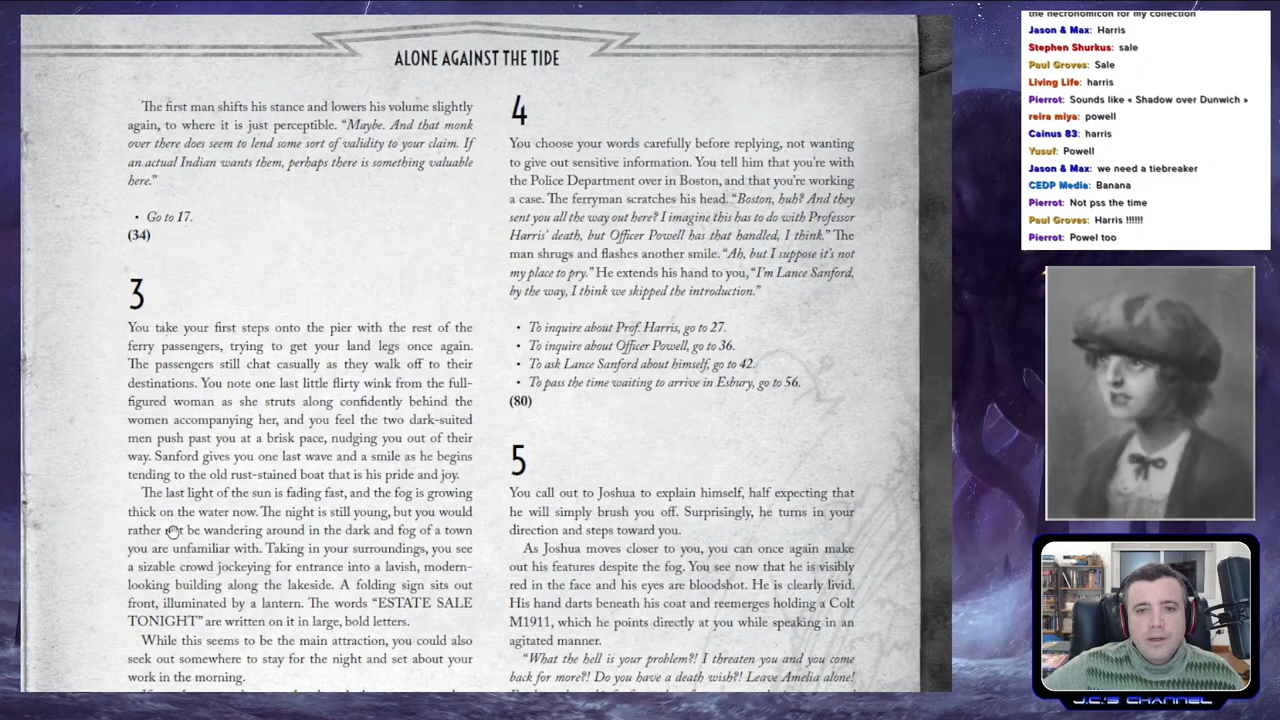 ALONE AGAINST THE TIDE
The first man shifts his stance and lowers his volume slightly
again, to where it is just perceptible. "Maybe. And that monk
over there does seem to lend some sort of validity to our claim. If
an actual Indian wants them, perhaps there is something valuable
here."
• Go to 17.
(34)
3
You take your first steps onto the pier with the rest of the
ferry passengers, trying to get your land legs once again.
The passengers still chat casually as they walk off to their
destinations. You note one last little flirty wink from the full-
figured woman as she struts along confidently behind the
women accompanying her, and you feel the two dark-suited
men push past you at a brisk pace, nudging you out of their
way. Sanford gives you one last wave and a smile as he begins
tending to the old rust-stained boat that is his pride and joy.
The last light of the sun is fading fast, and the fog is growing
thick on the water now. The night is still young, but you would
rather not be wandering around in the dark and fog of a town
you are unfamiliar with. Taking in your surroundings, you see
a sizable crowd jockeying for entrance to a lavish, modern-
looking building along the lakeside. A folding sign sits out
front, illuminated by a lantern. The words "ESTATE SALE
TONIGHT" are written on it in large, bold letters.
While this seems to be the main attraction, you could also
seek out somewhere to stay for the night and set about your
work in the morning.
4
You choose your words carefully before replying, not wanting
to give out sensitive information. You tell him that you're with
the Police Department over in Boston, and that you're working
a case. The ferryman scratches his head. "Boston, huh? And they
sent you all the way out here? I imagine this has to do with Professor
Harris' death, but Officer Powell has that handled, I think." The
man shrugs and flashes another smile. "Ah, but I suppose it's not
my place to pry." He extends his hand to you, "I'm Lance Sanford,
by the way, I think we skipped the introduction."
• To inquire about Prof. Harris, go to 27.
• To inquire about Officer Powell, go to 36.
• To ask Lance Sanford about himself, go to 42.
• To pass the time waiting to arrive in Esbury, go to 56.
(80)
5
You call out to Joshua to explain himself, half expecting that
he will simply brush you off. Surprisingly, he turns in your
direction and steps toward you.
As Joshua moves closer to you, you can once again make
out his features despite the fog. You see now that he is visibly
red in the face and his eyes are bloodshot. He is clearly livid.
His hand darts beneath his coat and reemerges holding a Colt
M1911, which he points directly at you while speaking in an
agitated manner.
"What the hell is your problem?! I threaten you and you come
back for more?! Do you have a death wish?! Leave Amelia alone!
the necronomicon for my collection
Jason & Max: Harris
Stephen Shurkus: sale
Paul Groves: Sale
Living Life: harris
Pierrot: Sounds like « Shadow over Dunwich »
reira miya: powell
Cainus 83: harris
Yusuf: Powell
Jason & Max: we need a tiebreaker
CEDP Media: Banana
Pierrot: Not pss the time
Paul Groves: Harris !!!!!!
Pierrot: Powel too
J.C.'S CHANNEL